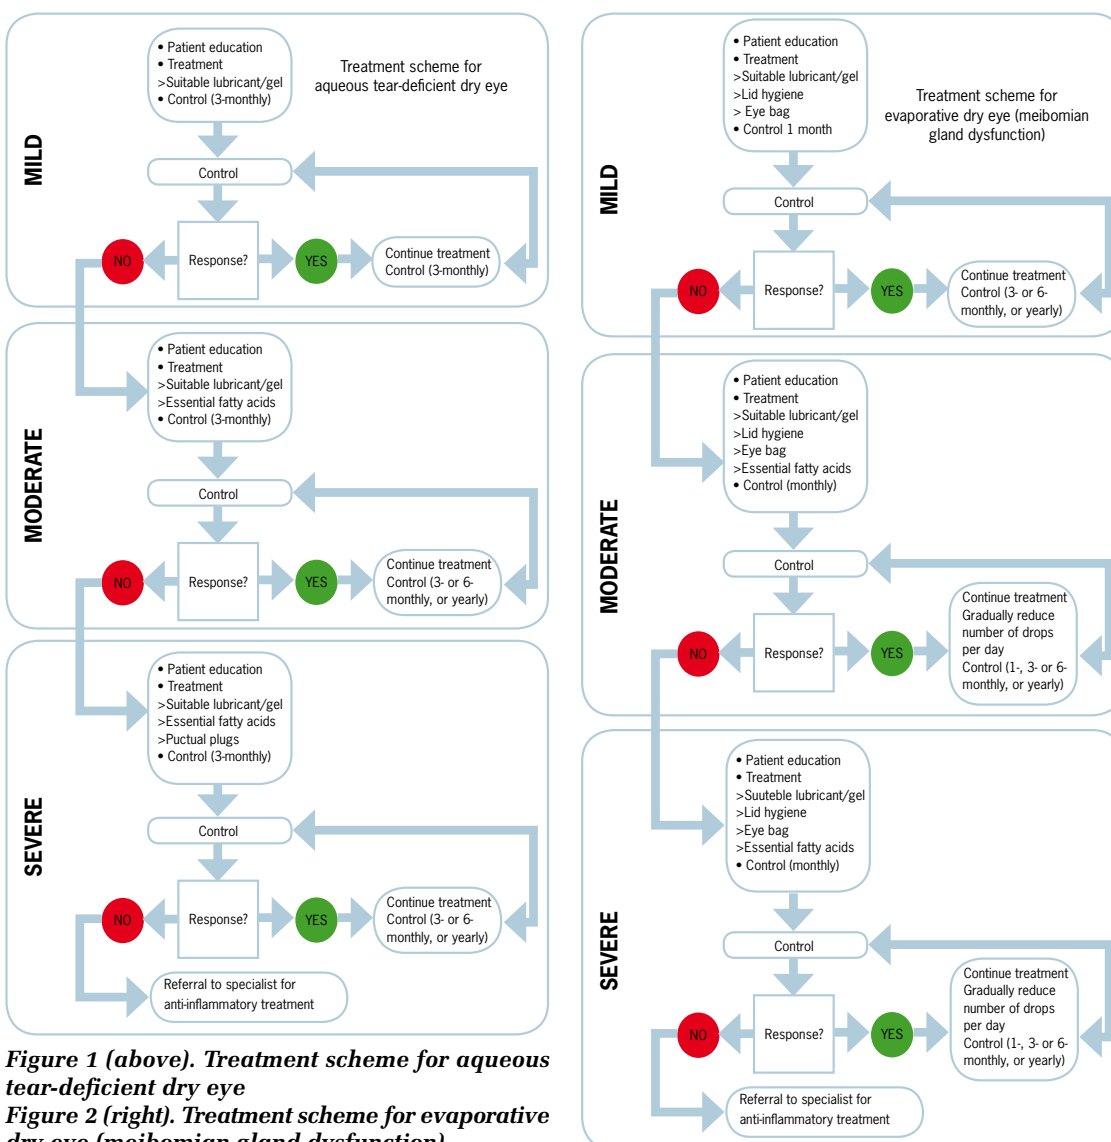 • Patient education
• Treatment
>Suitable lubricant/gel
• Control (3-monthly)
Treatment scheme for
aqueous tear-deficient dry eye
MILD
Control
Response?
NO
YES
Continue treatment
Control (3-monthly)
• Patient education
• Treatment
>Suitable lubricant/gel
>Essential fatty acids
• Control (3-monthly)
MODERATE
Control
Response?
NO
YES
Continue treatment
Control (3- or 6-
monthly, or yearly)
• Patient education
• Treatment
>Suitable lubricant/gel
>Essential fatty acids
>Puctual plugs
• Control (3-monthly)
SEVERE
Control
Response?
NO
YES
Continue treatment
Control (3- or 6-
monthly, or yearly)
Referral to specialist for
anti-inflammatory treatment
Figure 1 (above). Treatment scheme for aqueous
tear-deficient dry eye
Figure 2 (right). Treatment scheme for evaporative
dry eye (meibomian gland dysfunction)
• Patient education
• Treatment
>Suitable lubricant/gel
>Lid hygiene
> Eye bag
• Control 1 month
Treatment scheme for
evaporative dry eye (meibomian
gland dysfunction)
MILD
Control
Response?
NO
YES
Continue treatment
Control (3- or 6-
monthly, or yearly)
• Patient education
• Treatment
>Suitable lubricant/gel
>Lid hygiene
>Eye bag
>Essential fatty acids
• Control (monthly)
MODERATE
Control
Response?
NO
YES
Continue treatment
Gradually reduce
number of drops
per day
Control (1-, 3- or 6-
monthly, or yearly)
• Patient education
• Treatment
>Suuteble lubricant/gel
>Lid hygiene
>Eye bag
>Essential fatty acids
• Control (monthly)
SEVERE
Control
Response?
NO
YES
Continue treatment
Gradually reduce
number of drops
per day
Control (1-, 3- or 6-
monthly, or yearly)
Referral to specialist for
anti-inflammatory treatment